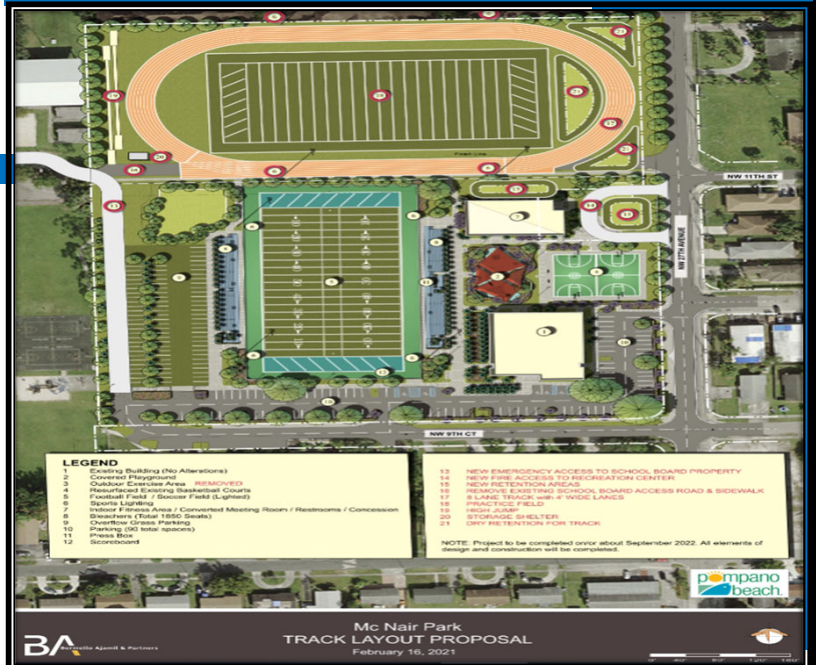 NW 11TH ST
NW 27TH AVENUE
NW 9TH CT
LEGEND
1 Existing Building (No Alterations)
2 Covered Playground
3 Outdoor Exercise Area REMOVED
4 Resurfaced Existing Basketball Courts
5 Football Field / Soccer Field (Lighted)
6 Sports Lighting
7 Indoor Fitness Area / Converted Meeting Room / Restrooms / Concession
8 Bleachers (Total 1850 Seats)
9 Overflow Grass Parking
10 Parking (90 total spaces)
11 Press Box
12 Scoreboard
13 NEW EMERGENCY ACCESS TO SCHOOL BOARD PROPERTY
14 NEW FIRE ACCESS TO RECREATION CENTER
15 NEW RETENTION AREAS
16 REMOVE EXISTING SCHOOL BOARD ACCESS ROAD & SIDEWALK
17 8 LANE TRACK with 4' WIDE LANES
18 PRACTICE FIELD
19 HIGH JUMP
20 STORAGE SHELTER
21 DRY RETENTION FOR TRACK
NOTE: Project to be completed on/or about September 2022. All elements of
design and construction will be completed.
pompano
beach.
Mc Nair Park
TRACK LAYOUT PROPOSAL
February 16, 2021
BA Bermello Ajamil & Partners